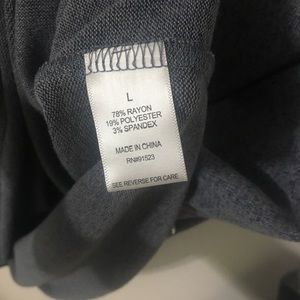 L
78% RAYON
19% POLYESTER
3% SPANDEX
MADE IN CHINA
RN#91523
SEE REVERSE FOR CARE